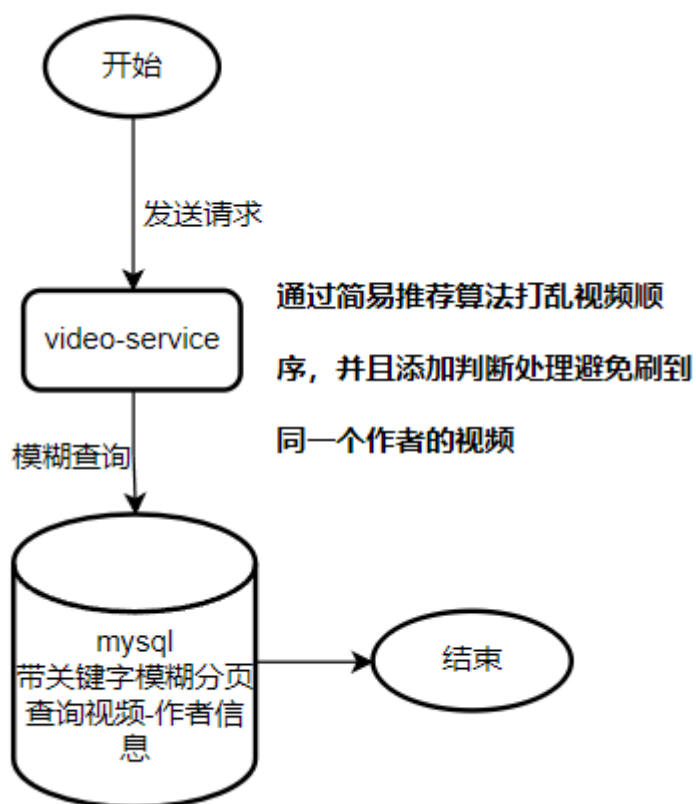 开始
发送请求
video-service
通过简易推荐算法打乱视频顺
序，并且添加判断处理避免刷到
同一个作者的视频
模糊查询
mysql
带关键字模糊分页
查询视频-作者信
息
结束